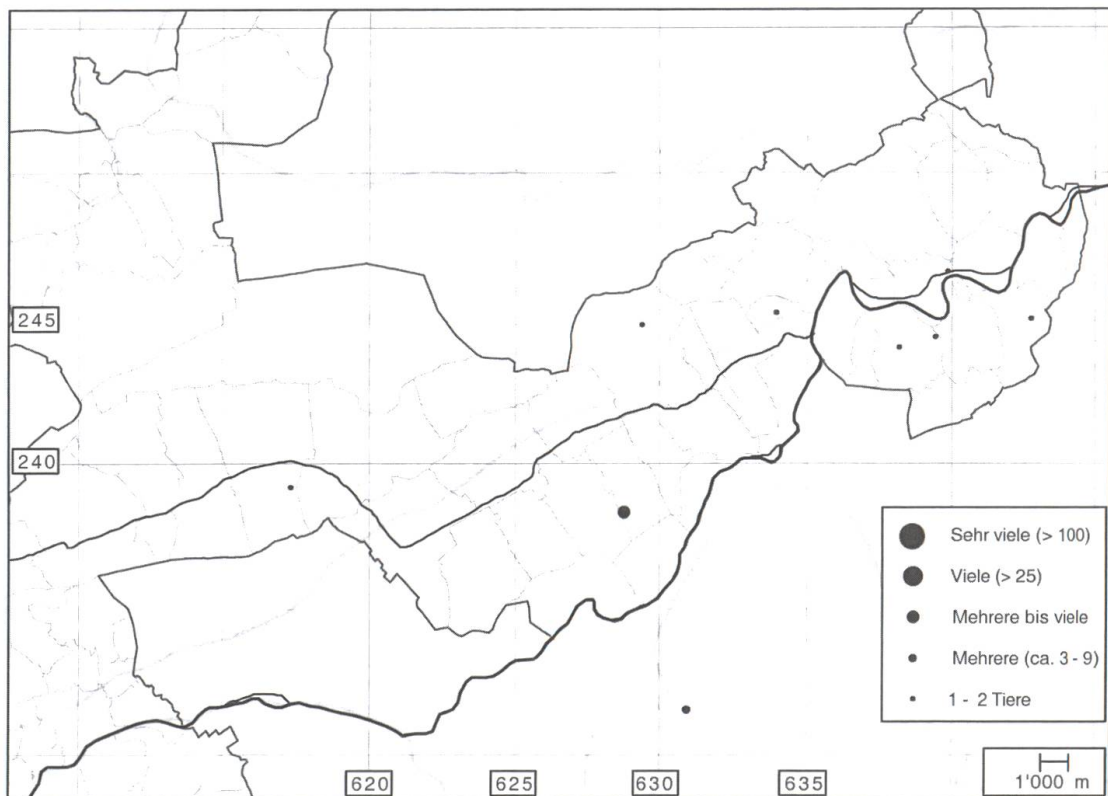 245
240
Sehr viele (> 100)
Viele (> 25)
Mehrere bis viele
Mehrere (ca. 3 - 9)
1 - 2 Tiere
620
625
630
635
1'000 m